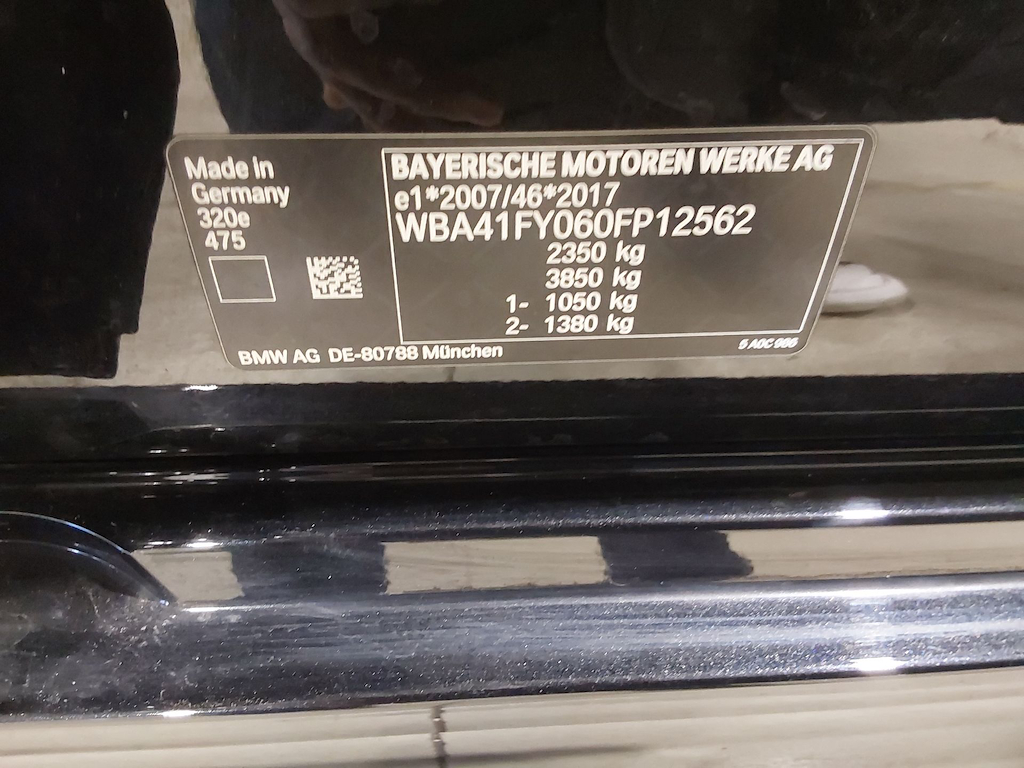 Made in
Germany
320e
475
BMW AG DE-80788 München
BAYERISCHE MOTOREN WERKE AG
e1*2007/46*2017
WBA41FY060FP12562
2350 kg
3850 kg
1- 1050 kg
2- 1380 kg